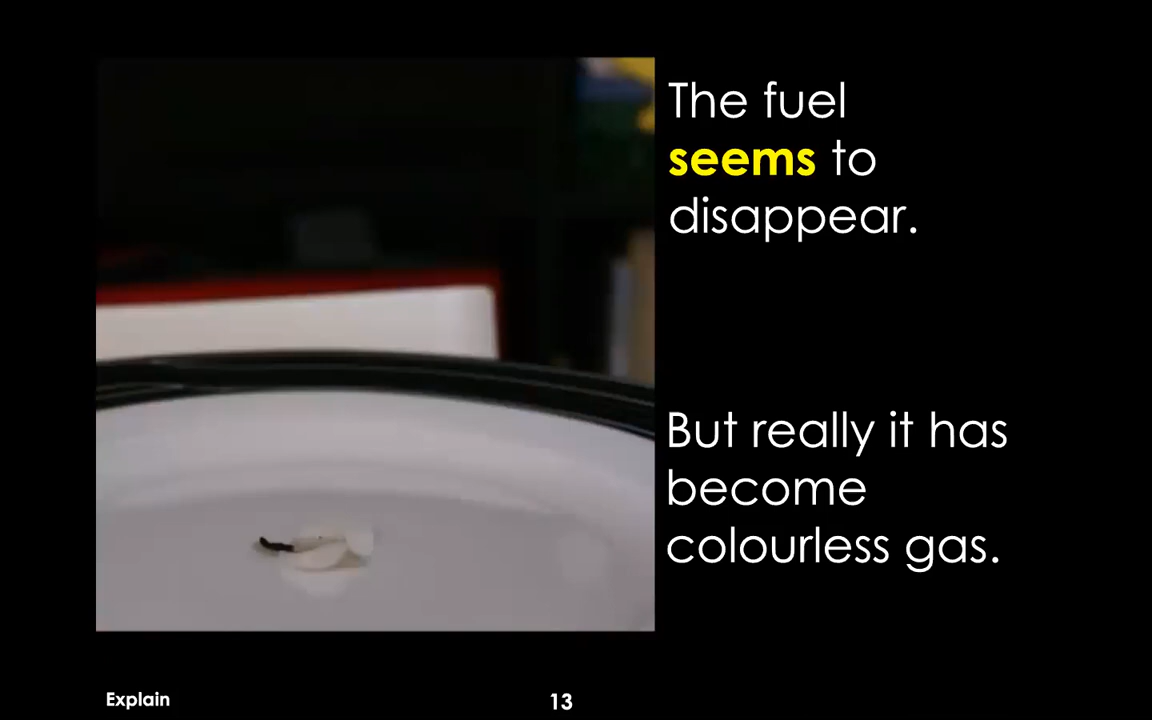 The fuel
seems to
disappear.
But really it has
become
colourless gas.
Explain
13